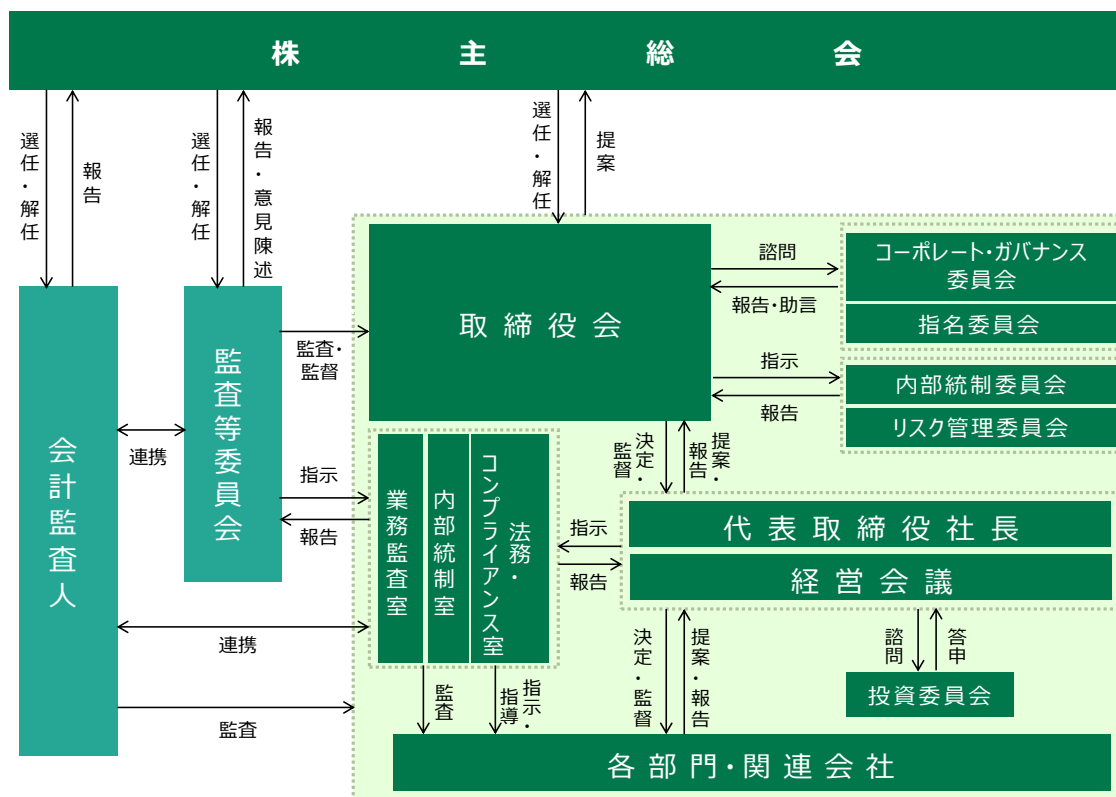 株主総会
選任・解任
報告
選任・解任
報告・意見陳述
選任・解任
提案
会計監査人
監査等委員会
連携
監査・
監督
取締役会
諮問
報告・助言
コーポレート・ガバナンス
委員会
指名委員会
指示
報告
内部統制委員会
リスク管理委員会
決定・
監督
提案・
報告
指示
報告
業務監査室
内部統制室
法務・
コンプライアンス室
指示
報告
代表取締役社長
経営会議
連携
監査
監査
指示・
指導
決定・監督
提案・報告
諮問
答申
投資委員会
各部門・関連会社